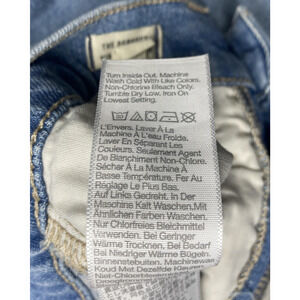 THE
Turn Inside Out. Machine
Wash Cold With Like Colors.
Non-Chlorine Bleach Only.
Tumble Dry Low, Iron On
Lowest Setting.
L'Envers. Laver À La
Machine À L'eau Froide.
Laver En Séparant Les
Couleurs. Seulement Agent
De Blanchiment Non-Chlore.
Sécher À La Machine À
Basse Température. Fer Au
Réglage Le Plus Bas.
Auf Links Gedreht. In Der
Maschine Kalt Waschen. Mit
Ähnlichen Farben Waschen.
Nur Chlorfreies Bleichmittel
Verwenden. Bei Geringer
Wärme Trocknen. Bei Bedarf
Bei Niedriger Wärme Bügeln.
Binnenstebuiten. Machinewas
Koud Met Dezelfde Kleuren.